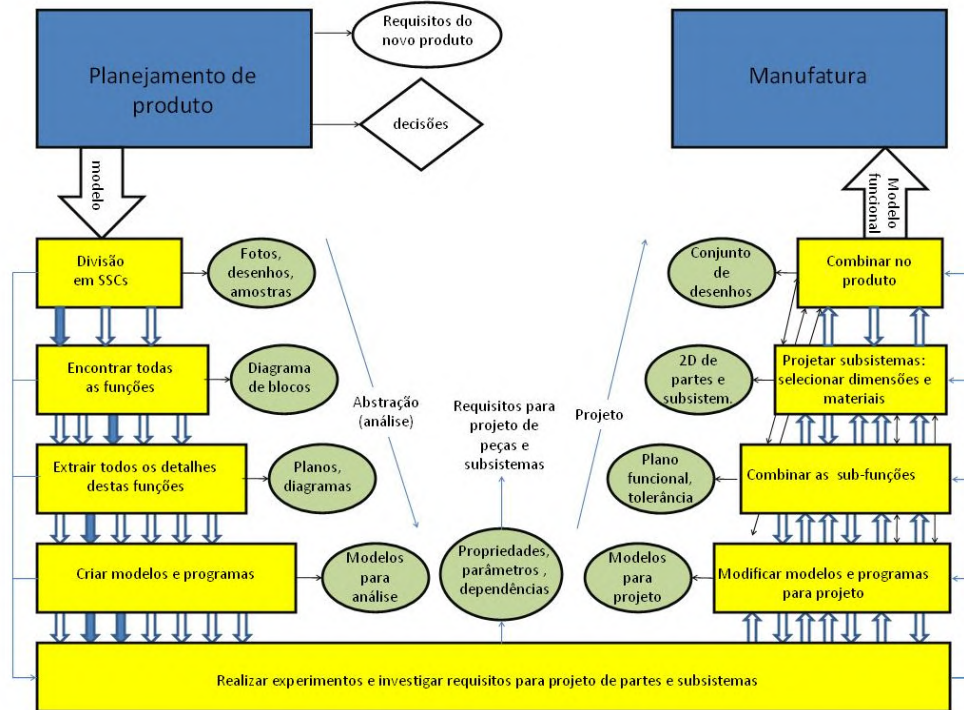 Planejamento de
produto
Requisitos do
novo produto
decisões
Manufatura
modelo
Modelo
funcional
Divisão
em SSCs
Fotos,
desenhos,
amostras
Encontrar todas
as funções
Diagrama
de blocos
Extrair todos os detalhes
destas funções
Planos,
diagramas
Criar modelos e programas
Modelos
para
análise
Abstração
(análise)
Requisitos para
projeto de
peças e
subsistemas
Propriedades,
parâmetros ,
dependências
Projeto
Conjunto
de
desenhos
Combinar no
produto
2D de
partes e
subsistem.
Projetar subsistemas:
selecionar dimensões e
materiais
Plano
funcional,
tolerância
Combinar as sub-funções
Modelos
para
projeto
Modificar modelos e programas
para projeto
Realizar experimentos e investigar requisitos para projeto de partes e subsistemas